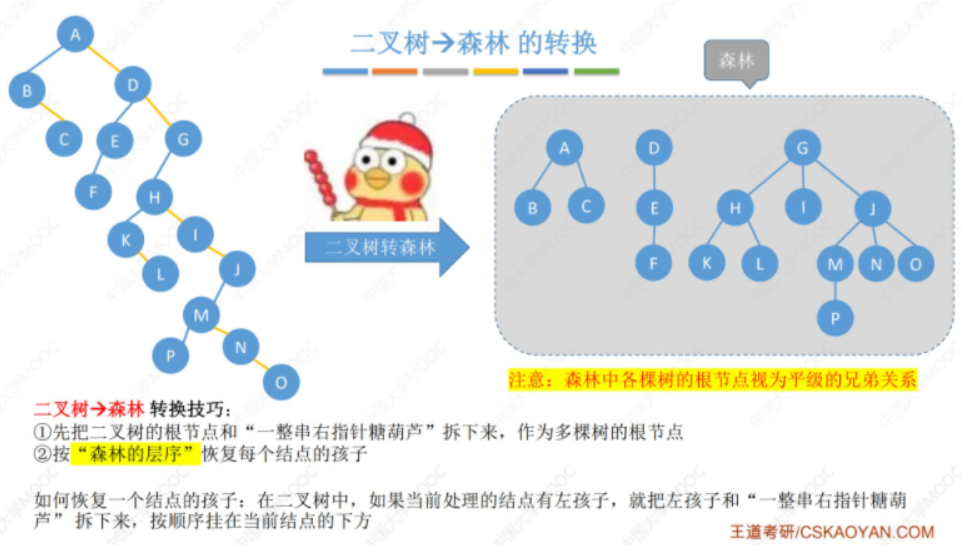 二叉树→森林 的转换
森林
A
B
D
C
E
G
F
H
K
I
L
J
M
P
N
O
二叉树转森林
A
D
G
B
C
E
H
I
J
F
K
L
M
N
O
P
注意：森林中各棵树的根节点视为平级的兄弟关系
二叉树→森林 转换技巧：
①先把二叉树的根节点和“一整串右指针糖葫芦”拆下来，作为多棵树的根节点
②按“森林的层序”恢复每个结点的孩子
如何恢复一个结点的孩子：在二叉树中，如果当前处理的结点有左孩子，就把左孩子和“一整串右指针糖葫
芦” 拆下来，按顺序挂在当前结点的下方
王道考研/CSKAOYAN.COM
中国大学MOOC